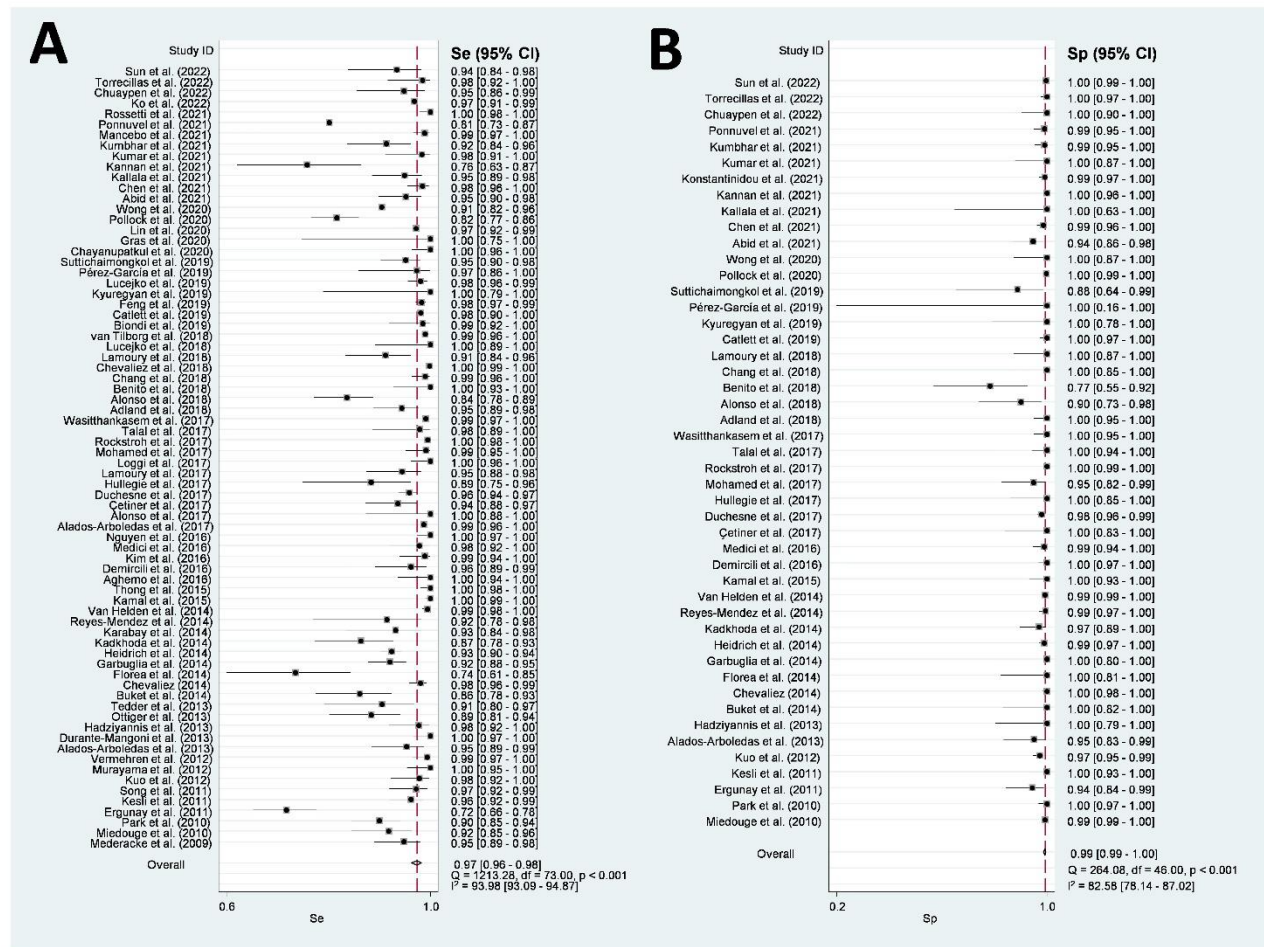 A
Study ID Se (95% CI)
Sun et al. (2022) 0.94 [0.84 - 0.98]
Torrecillas et al. (2022) 0.98 [0.92 - 1.00]
Chuaypen et al. (2022) 0.95 [0.86 - 0.99]
Ko et al. (2022) 0.97 [0.91 - 0.99]
Rossetti et al. (2021) 1.00 [0.98 - 1.00]
Ponnuvel et al. (2021) 0.81 [0.73 - 0.87]
Mancebo et al. (2021) 0.99 [0.97 - 1.00]
Kumbhar et al. (2021) 0.92 [0.84 - 0.96]
Kumar et al. (2021) 0.98 [0.91 - 1.00]
Kannan et al. (2021) 0.76 [0.63 - 0.87]
Kallala et al. (2021) 0.95 [0.89 - 0.98]
Chen et al. (2021) 0.98 [0.96 - 1.00]
Abid et al. (2021) 0.95 [0.90 - 0.98]
Wong et al. (2020) 0.91 [0.82 - 0.96]
Pollock et al. (2020) 0.82 [0.77 - 0.86]
Lin et al. (2020) 0.97 [0.92 - 0.99]
Gras et al. (2020) 1.00 [0.75 - 1.00]
Chayanupatkul et al. (2020) 1.00 [0.96 - 1.00]
Suttichaimongkol et al. (2019) 0.95 [0.90 - 0.98]
Pérez-García et al. (2019) 0.97 [0.86 - 1.00]
Lucejko et al. (2019) 0.98 [0.96 - 0.99]
Kyuregyan et al. (2019) 1.00 [0.79 - 1.00]
Feng et al. (2019) 0.98 [0.97 - 0.99]
Catlett et al. (2019) 0.98 [0.90 - 1.00]
Biondi et al. (2019) 0.99 [0.92 - 1.00]
van Tilborg et al. (2018) 0.99 [0.96 - 1.00]
Lucejko et al. (2018) 1.00 [0.89 - 1.00]
Lamoury et al. (2018) 0.91 [0.84 - 0.96]
Chevaliez et al. (2018) 1.00 [0.99 - 1.00]
Chang et al. (2018) 0.99 [0.96 - 1.00]
Benito et al. (2018) 1.00 [0.93 - 1.00]
Alonso et al. (2018) 0.84 [0.78 - 0.89]
Adland et al. (2018) 0.95 [0.89 - 0.98]
Wasitthankasem et al. (2017) 0.99 [0.97 - 1.00]
Talal et al. (2017) 0.98 [0.89 - 1.00]
Rockstroh et al. (2017) 1.00 [0.98 - 1.00]
Mohamed et al. (2017) 0.99 [0.95 - 1.00]
Loggi et al. (2017) 1.00 [0.96 - 1.00]
Lamoury et al. (2017) 0.95 [0.88 - 0.98]
Hullegie et al. (2017) 0.89 [0.75 - 0.96]
Duchesne et al. (2017) 0.96 [0.94 - 0.97]
Çetiner et al. (2017) 0.94 [0.88 - 0.97]
Alonso et al. (2017) 1.00 [0.88 - 1.00]
Alados-Arboledas et al. (2017) 0.99 [0.96 - 1.00]
Nguyen et al. (2016) 1.00 [0.97 - 1.00]
Medici et al. (2016) 0.98 [0.92 - 1.00]
Kim et al. (2016) 0.99 [0.94 - 1.00]
Demircili et al. (2016) 0.96 [0.89 - 0.99]
Aghemo et al. (2016) 1.00 [0.94 - 1.00]
Thong et al. (2015) 1.00 [0.98 - 1.00]
Kamal et al. (2015) 1.00 [0.99 - 1.00]
Van Helden et al. (2014) 0.99 [0.98 - 1.00]
Reyes-Mendez et al. (2014) 0.92 [0.78 - 0.98]
Karabay et al. (2014) 0.93 [0.84 - 0.98]
Kadkhoda et al. (2014) 0.87 [0.78 - 0.93]
Heidrich et al. (2014) 0.93 [0.90 - 0.94]
Garbuglia et al. (2014) 0.92 [0.88 - 0.95]
Florea et al. (2014) 0.74 [0.61 - 0.85]
Chevaliez (2014) 0.98 [0.96 - 0.99]
Buket et al. (2014) 0.86 [0.78 - 0.93]
Tedder et al. (2013) 0.91 [0.80 - 0.97]
Ottiger et al. (2013) 0.89 [0.81 - 0.94]
Hadziyannis et al. (2013) 0.98 [0.92 - 1.00]
Durante-Mangoni et al. (2013) 1.00 [0.97 - 1.00]
Alados-Arboledas et al. (2013) 0.95 [0.89 - 0.99]
Vermehren et al. (2012) 0.99 [0.97 - 1.00]
Murayama et al. (2012) 1.00 [0.95 - 1.00]
Kuo et al. (2012) 0.98 [0.92 - 1.00]
Song et al. (2011) 0.97 [0.92 - 0.99]
Kesli et al. (2011) 0.96 [0.92 - 0.99]
Ergunay et al. (2011) 0.72 [0.66 - 0.78]
Park et al. (2010) 0.90 [0.85 - 0.94]
Miedouge et al. (2010) 0.92 [0.85 - 0.96]
Mederacke et al. (2009) 0.95 [0.89 - 0.98]
Overall 0.97 [0.96 - 0.98]
Q = 1213.28, df = 73.00, p < 0.001
I² = 93.98 [93.09 - 94.87]
0.6 1.0
Se
B
Study ID Sp (95% CI)
Sun et al. (2022) 1.00 [0.99 - 1.00]
Torrecillas et al. (2022) 1.00 [0.97 - 1.00]
Chuaypen et al. (2022) 1.00 [0.90 - 1.00]
Ponnuvel et al. (2021) 0.99 [0.95 - 1.00]
Kumbhar et al. (2021) 0.99 [0.95 - 1.00]
Kumar et al. (2021) 1.00 [0.87 - 1.00]
Konstantinidou et al. (2021) 0.99 [0.97 - 1.00]
Kannan et al. (2021) 1.00 [0.96 - 1.00]
Kallala et al. (2021) 1.00 [0.63 - 1.00]
Chen et al. (2021) 0.99 [0.96 - 1.00]
Abid et al. (2021) 0.94 [0.86 - 0.98]
Wong et al. (2020) 1.00 [0.87 - 1.00]
Pollock et al. (2020) 1.00 [0.99 - 1.00]
Suttichaimongkol et al. (2019) 0.88 [0.64 - 0.99]
Pérez-García et al. (2019) 1.00 [0.16 - 1.00]
Kyuregyan et al. (2019) 1.00 [0.78 - 1.00]
Catlett et al. (2019) 1.00 [0.97 - 1.00]
Lamoury et al. (2018) 1.00 [0.87 - 1.00]
Chang et al. (2018) 1.00 [0.85 - 1.00]
Benito et al. (2018) 0.77 [0.55 - 0.92]
Alonso et al. (2018) 0.90 [0.73 - 0.98]
Adland et al. (2018) 1.00 [0.95 - 1.00]
Wasitthankasem et al. (2017) 1.00 [0.95 - 1.00]
Talal et al. (2017) 1.00 [0.94 - 1.00]
Rockstroh et al. (2017) 1.00 [0.99 - 1.00]
Mohamed et al. (2017) 0.95 [0.82 - 0.99]
Hullegie et al. (2017) 1.00 [0.85 - 1.00]
Duchesne et al. (2017) 0.98 [0.96 - 0.99]
Çetiner et al. (2017) 1.00 [0.83 - 1.00]
Medici et al. (2016) 0.99 [0.94 - 1.00]
Demircili et al. (2016) 1.00 [0.97 - 1.00]
Kamal et al. (2015) 1.00 [0.93 - 1.00]
Van Helden et al. (2014) 0.99 [0.99 - 1.00]
Reyes-Mendez et al. (2014) 0.99 [0.97 - 1.00]
Kadkhoda et al. (2014) 0.97 [0.89 - 1.00]
Heidrich et al. (2014) 0.99 [0.97 - 1.00]
Garbuglia et al. (2014) 1.00 [0.80 - 1.00]
Florea et al. (2014) 1.00 [0.81 - 1.00]
Chevaliez (2014) 1.00 [0.98 - 1.00]
Buket et al. (2014) 1.00 [0.82 - 1.00]
Hadziyannis et al. (2013) 1.00 [0.79 - 1.00]
Alados-Arboledas et al. (2013) 0.95 [0.83 - 0.99]
Kuo et al. (2012) 0.97 [0.95 - 0.99]
Kesli et al. (2011) 1.00 [0.93 - 1.00]
Ergunay et al. (2011) 0.94 [0.84 - 0.99]
Park et al. (2010) 1.00 [0.97 - 1.00]
Miedouge et al. (2010) 0.99 [0.99 - 1.00]
Overall 0.99 [0.99 - 1.00]
Q = 264.08, df = 46.00, p < 0.001
I² = 82.58 [78.14 - 87.02]
0.2 1.0
Sp